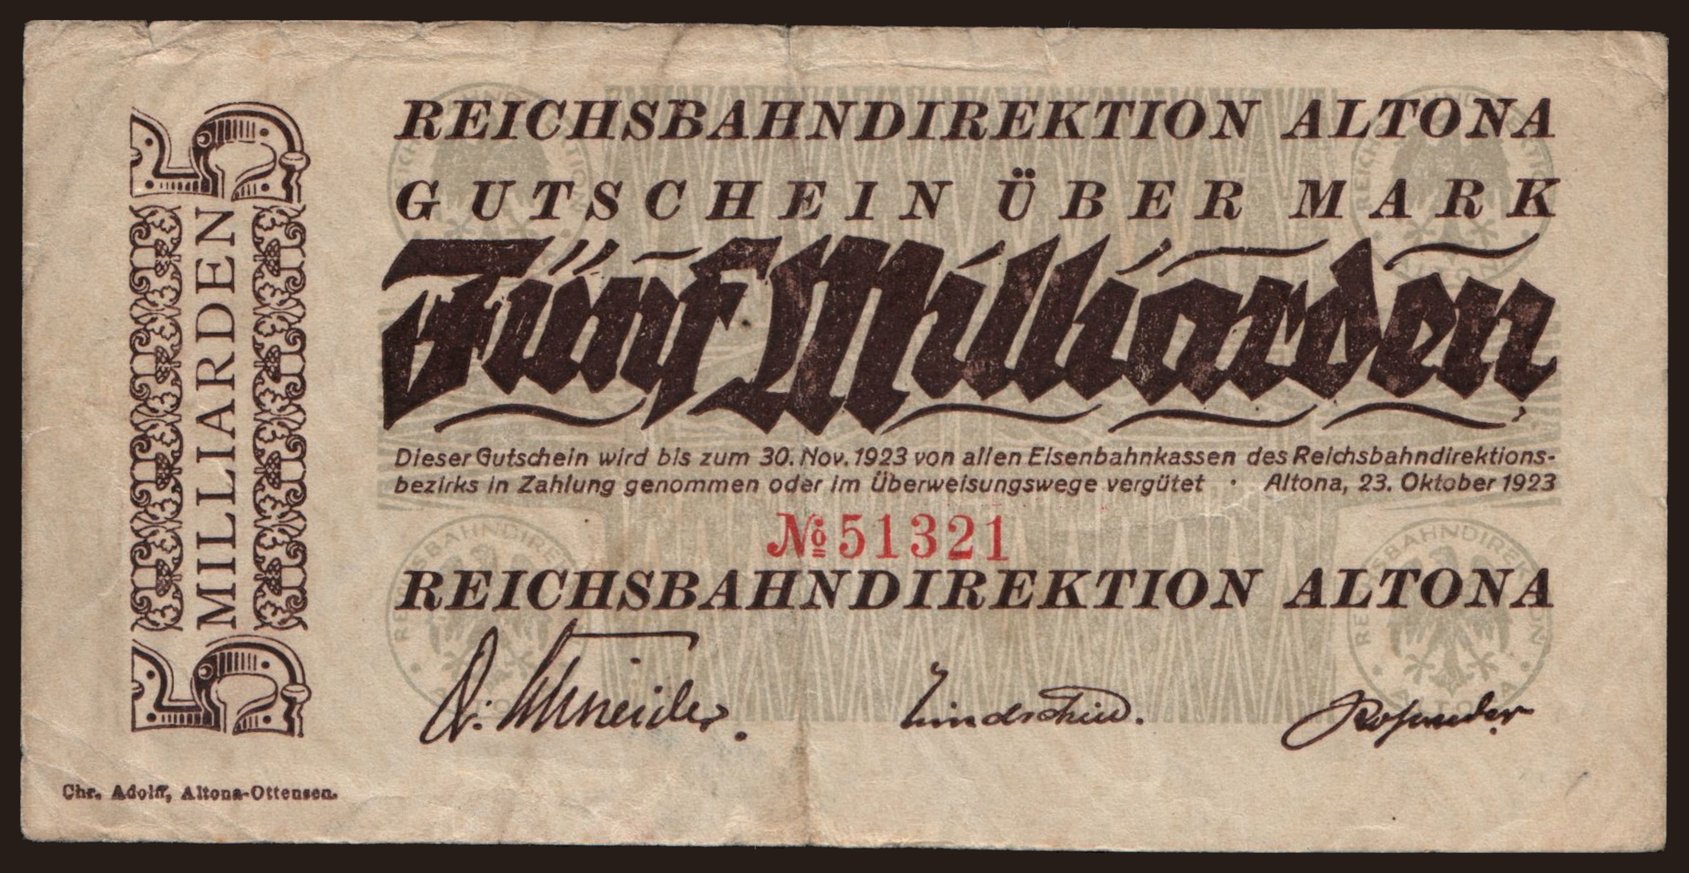 REICHSBAHNDIREKTION ALTONA
GUTSCHEIN ÜBER MARK
Fünf Milliarden
Dieser Gutschein wird bis zum 30. Nov. 1923 von allen Eisenbahnkassen des Reichsbahndirektions-
bezirks in Zahlung genommen oder im Überweisungswege vergütet · Altona, 23. Oktober 1923
№ 51321
REICHSBAHNDIREKTION ALTONA
5 MILLIARDEN 5
Chr. Adolff, Altona-Ottensen.